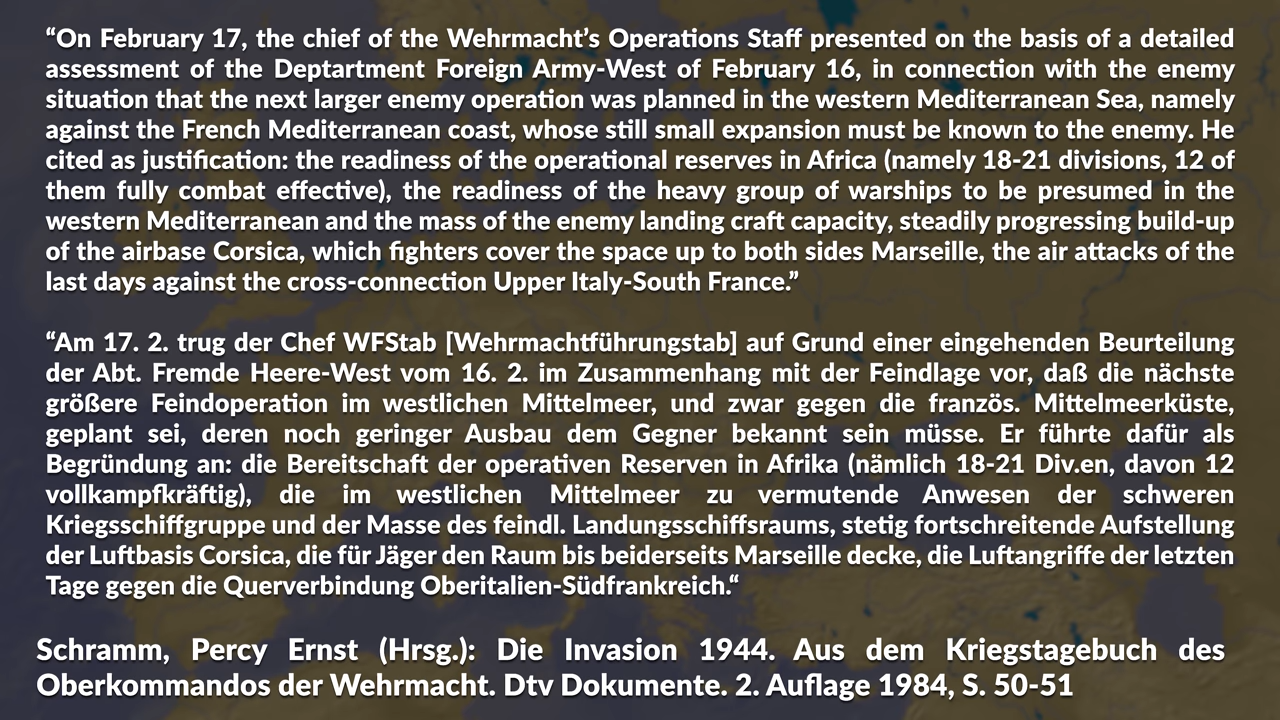 “On February 17, the chief of the Wehrmacht’s Operations Staff presented on the basis of a detailed
assessment of the Deptartment Foreign Army-West of February 16, in connection with the enemy
situation that the next larger enemy operation was planned in the western Mediterranean Sea, namely
against the French Mediterranean coast, whose still small expansion must be known to the enemy. He
cited as justification: the readiness of the operational reserves in Africa (namely 18-21 divisions, 12 of
them fully combat effective), the readiness of the heavy group of warships to be presumed in the
western Mediterranean and the mass of the enemy landing craft capacity, steadily progressing build-up
of the airbase Corsica, which fighters cover the space up to both sides Marseille, the air attacks of the
last days against the cross-connection Upper Italy-South France.”
“Am 17. 2. trug der Chef WFStab [Wehrmachtführungstab] auf Grund einer eingehenden Beurteilung
der Abt. Fremde Heere-West vom 16. 2. im Zusammenhang mit der Feindlage vor, daß die nächste
größere Feindoperation im westlichen Mittelmeer, und zwar gegen die französ. Mittelmeerküste,
geplant sei, deren noch geringer Ausbau dem Gegner bekannt sein müsse. Er führte dafür als
Begründung an: die Bereitschaft der operativen Reserven in Afrika (nämlich 18-21 Div.en, davon 12
vollkampfkräftig), die im westlichen Mittelmeer zu vermutende Anwesen der schweren
Kriegsschiffgruppe und der Masse des feindl. Landungsschiffsraums, stetig fortschreitende Aufstellung
der Luftbasis Corsica, die für Jäger den Raum bis beiderseits Marseille decke, die Luftangriffe der letzten
Tage gegen die Querverbindung Oberitalien-Südfrankreich.“
Schramm, Percy Ernst (Hrsg.): Die Invasion 1944. Aus dem Kriegstagebuch des
Oberkommandos der Wehrmacht. Dtv Dokumente. 2. Auflage 1984, S. 50-51